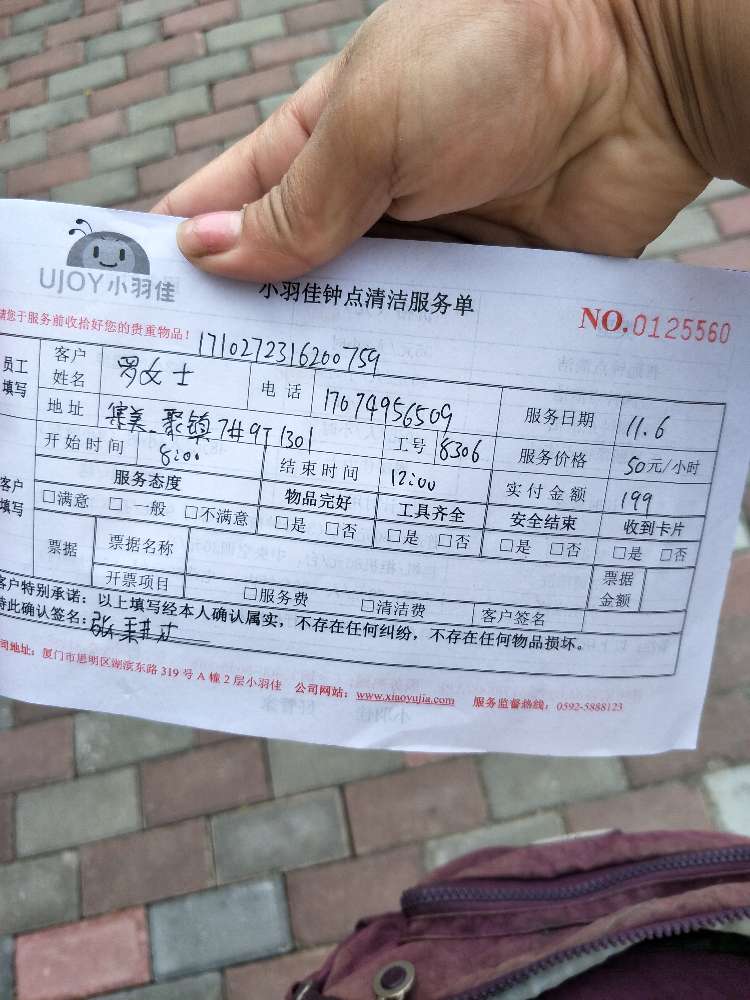 UJOY小羽佳
小羽佳钟点清洁服务单
NO.0125560
请您于服务前收拾好您的贵重物品！
1710272316200759
员工填写 客户姓名 罗女士 电话 17074956509 服务日期 11.6
地址 集美 聚镇 7#9T1301 工号 8306 服务价格 50元/小时
开始时间 8:00 结束时间 12:00 实付金额 199
客户填写 服务态度 物品完好 工具齐全 安全结束 收到卡片
□满意 □一般 □不满意 □是 □否 □是 □否 □是 □否 □是 □否
票据 票据名称 票据金额
开票项目 □服务费 □清洁费 客户签名
客户特别承诺：以上填写经本人确认属实，不存在任何纠纷，不存在任何物品损坏。
特此确认签名：张
公司地址：厦门市思明区湖滨东路319号A幢2层小羽佳 公司网站：www.xiaoyujia.com 服务监督热线：0592-5888123